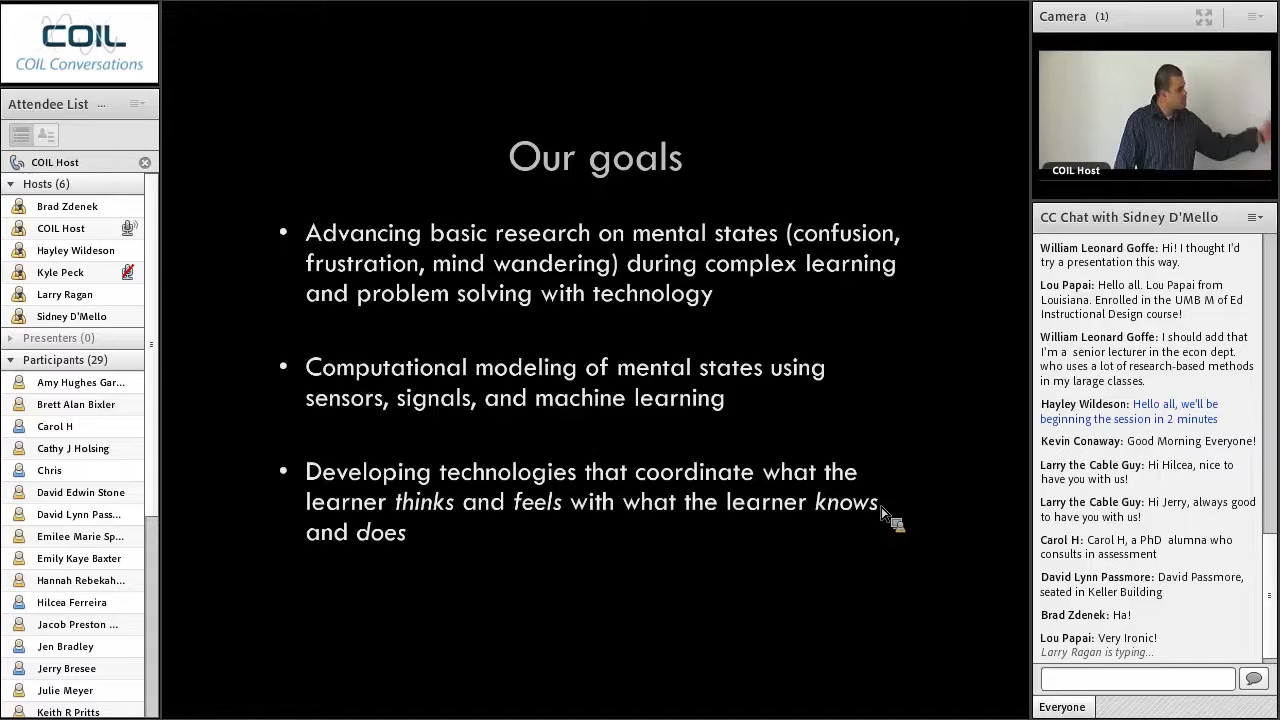 COIL
COIL Conversations
Attendee List ...
COIL Host
Hosts (6)
Brad Zdenek
COIL Host
Hayley Wildeson
Kyle Peck
Larry Ragan
Sidney D'Mello
Presenters (0)
Participants (29)
Amy Hughes Gar...
Brett Alan Bixler
Carol H
Cathy J Holsing
Chris
David Edwin Stone
David Lynn Pass...
Emilee Marie Sp...
Emily Kaye Baxter
Hannah Rebekah...
Hilcea Ferreira
Jacob Preston ...
Jen Bradley
Jerry Bresee
Julie Meyer
Keith R Pritts
Our goals
• Advancing basic research on mental states (confusion,
frustration, mind wandering) during complex learning
and problem solving with technology
• Computational modeling of mental states using
sensors, signals, and machine learning
• Developing technologies that coordinate what the
learner thinks and feels with what the learner knows
and does
Camera (1)
COIL Host
CC Chat with Sidney D'Mello
William Leonard Goffe: Hi! I thought I'd
try a presentation this way.
Lou Papai: Hello all. Lou Papai from
Louisiana. Enrolled in the UMB M of Ed
Instructional Design course!
William Leonard Goffe: I should add that
I'm a senior lecturer in the econ dept.
who uses a lot of research-based methods
in my larage classes.
Hayley Wildeson: Hello all, we'll be
beginning the session in 2 minutes
Kevin Conaway: Good Morning Everyone!
Larry the Cable Guy: Hi Hilcea, nice to
have you with us!
Larry the Cable Guy: Hi Jerry, always good
to have you with us!
Carol H: Carol H, a PhD alumna who
consults in assessment
David Lynn Passmore: David Passmore,
seated in Keller Building
Brad Zdenek: Ha!
Lou Papai: Very Ironic!
Larry Ragan is typing...
Everyone